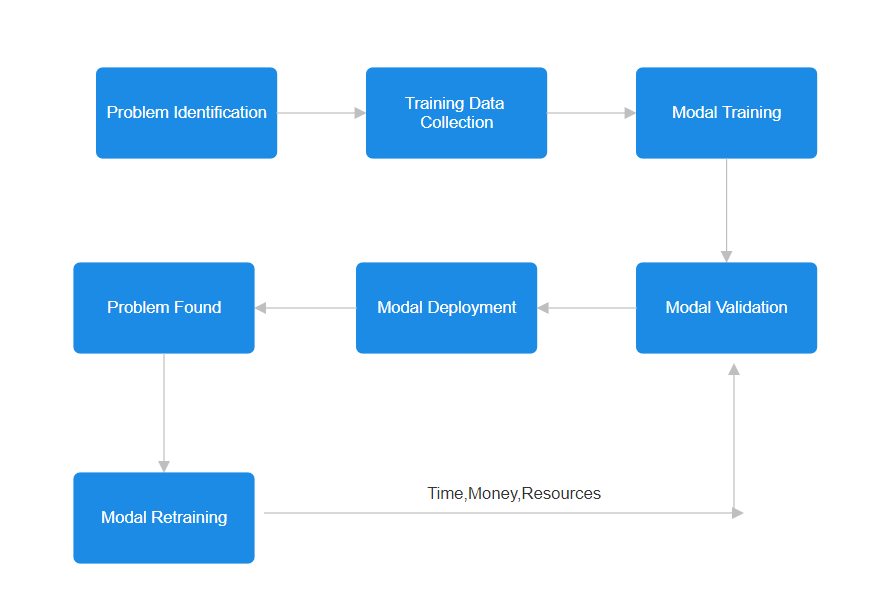 Problem Identification
Training Data
Collection
Modal Training
Problem Found
Modal Deployment
Modal Validation
Modal Retraining
Time,Money,Resources